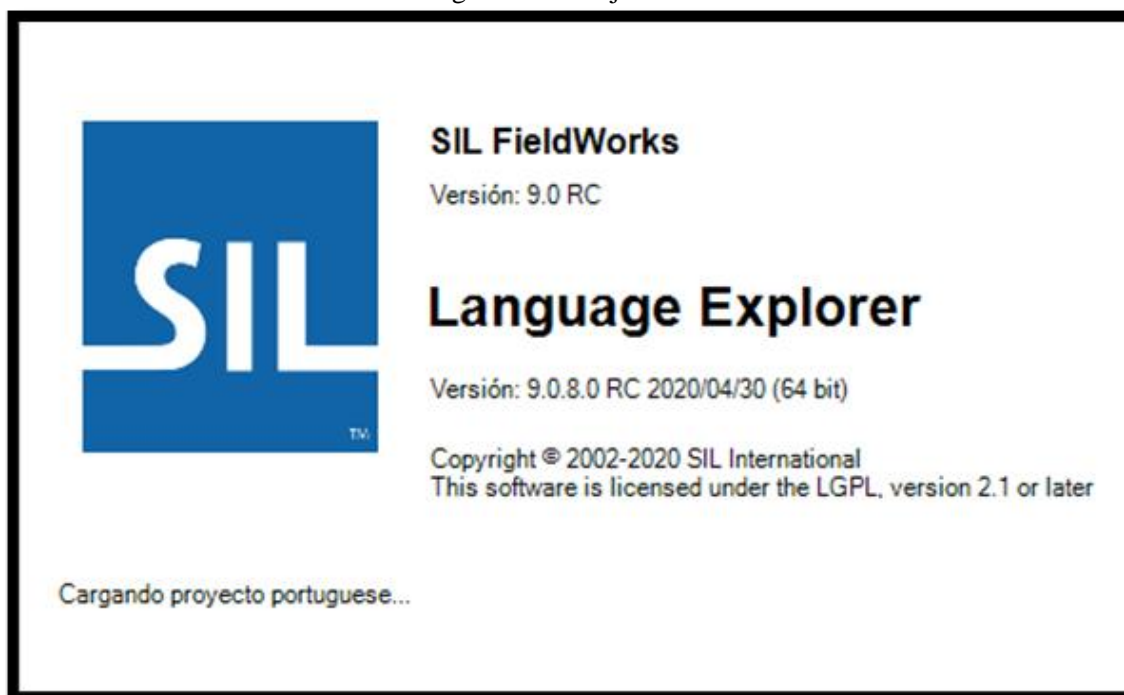 SIL FieldWorks
Versión: 9.0 RC
SIL
TM
Language Explorer
Versión: 9.0.8.0 RC 2020/04/30 (64 bit)
Copyright © 2002-2020 SIL International
This software is licensed under the LGPL, version 2.1 or later
Cargando proyecto portuguese...